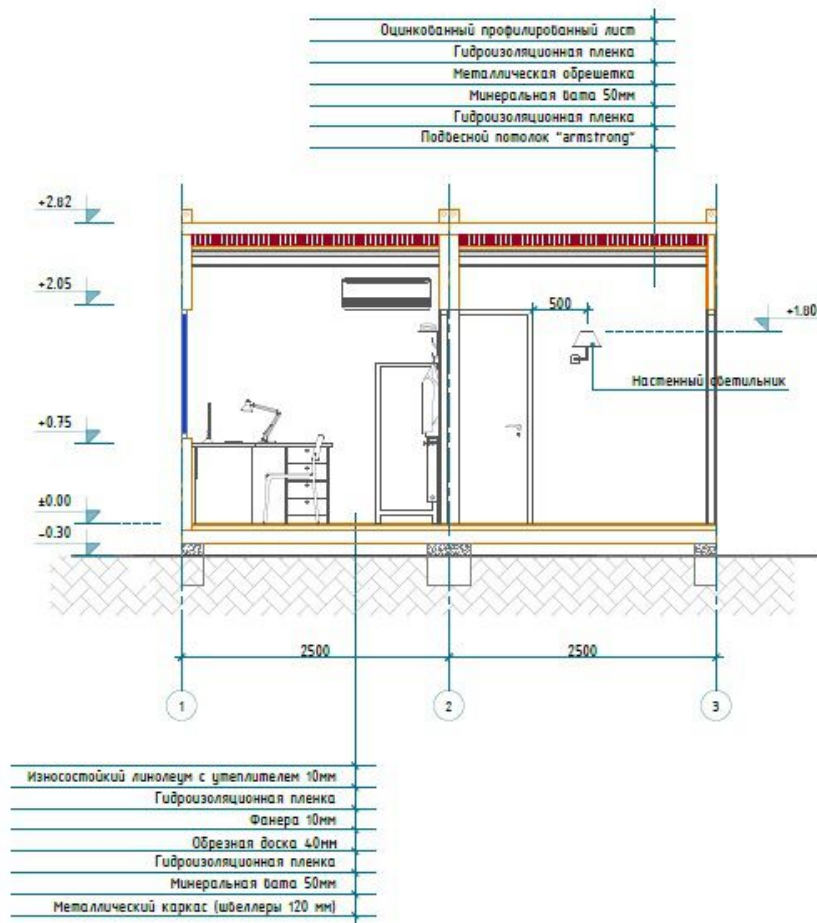 Оцинкованный профилированный лист
Гидроизоляционная пленка
Металлическая обрешетка
Минеральная вата 50мм
Гидроизоляционная пленка
Подвесной потолок "armstrong"
+2.82
+2.05
500
+1.80
Настенный светильник
+0.75
±0.00
-0.30
2500
2500
1
2
3
Износостойкий линолеум с утеплителем 10мм
Гидроизоляционная пленка
Фанера 10мм
Обрезная доска 40мм
Гидроизоляционная пленка
Минеральная вата 50мм
Металлический каркас (швеллеры 120 мм)